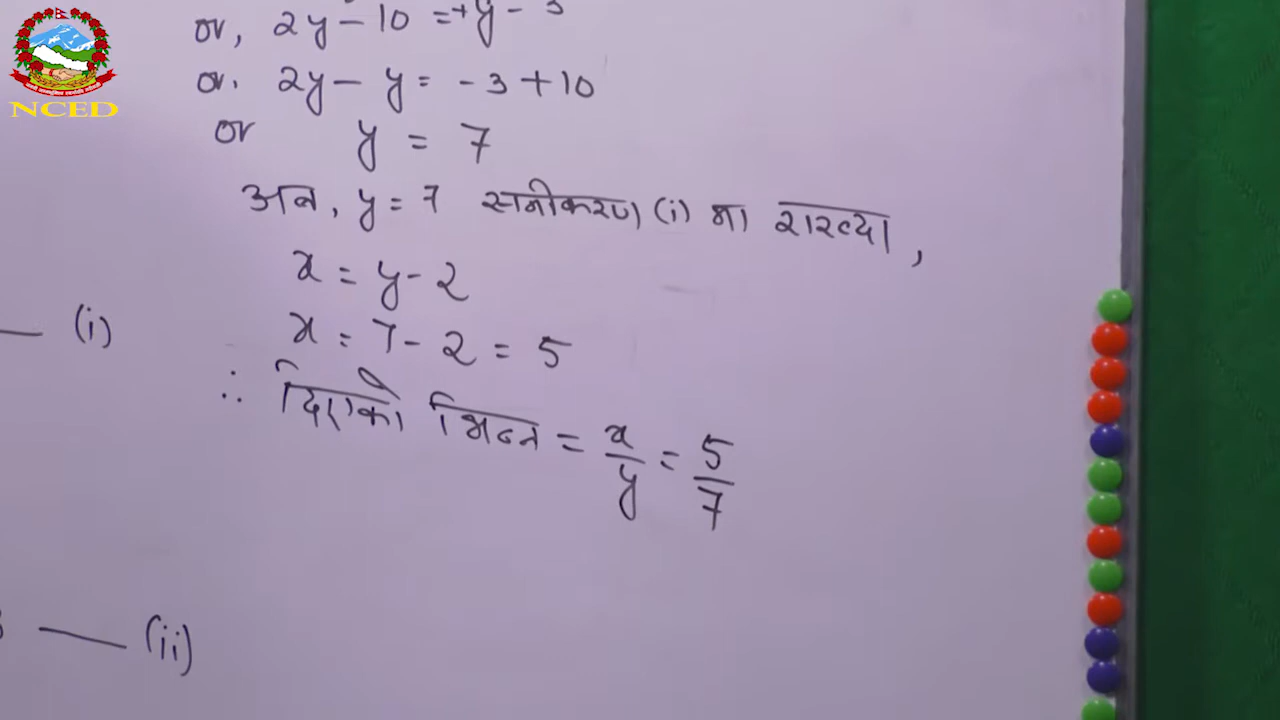 NCED
or, 2y - 10 = +y - 3
or. 2y - y = - 3 + 10
or y = 7
अब, y = 7 समीकरण (i) मा राख्दा,
x = y - 2
x = 7 - 2 = 5
∴ दिएको भिन्न = x/y = 5/7
— (i)
— (ii)